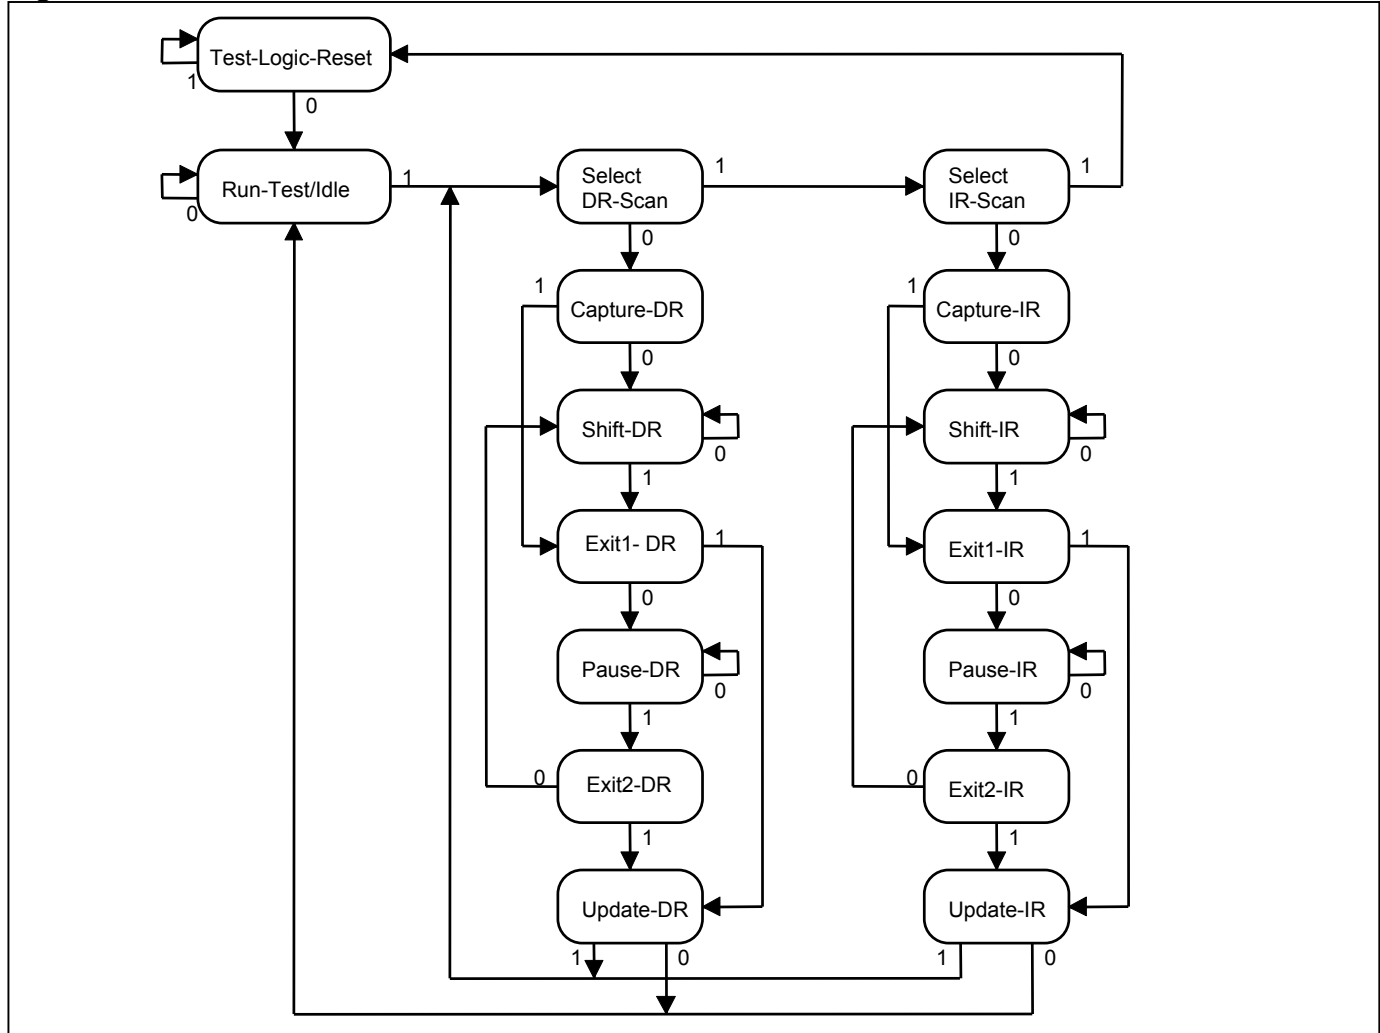 Test-Logic-Reset
1
0
Run-Test/Idle
1
0
Select
DR-Scan
1
0
Select
IR-Scan
1
0
1
Capture-DR
0
1
Capture-IR
0
Shift-DR
0
1
Shift-IR
0
1
Exit1- DR
1
0
Exit1-IR
1
0
Pause-DR
0
1
Pause-IR
0
1
0
Exit2-DR
1
0
Exit2-IR
1
Update-DR
1
0
Update-IR
1
0